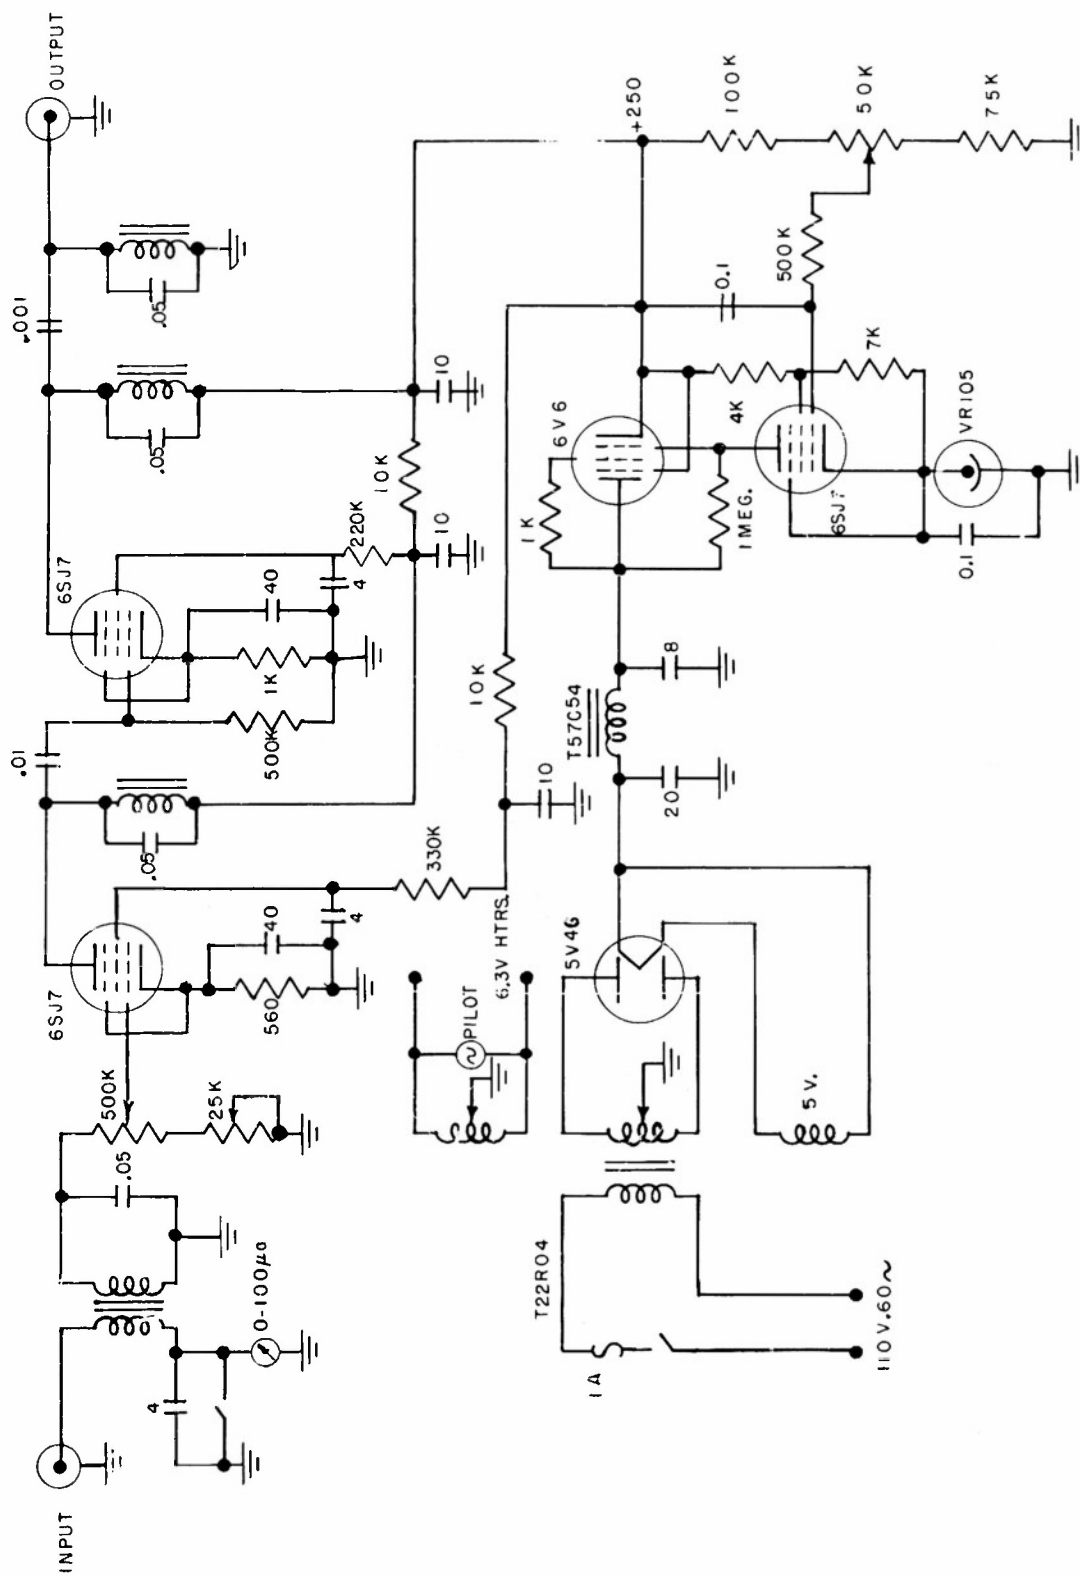 INPUT
4
0-100μa
.05
500K
25K
6SJ7
560
40
4
330K
.05
.01
6SJ7
500K
1K
40
4
220K
10
10K
.05
10
.001
.05
OUTPUT
PILOT
6.3V HTRS.
10
10K
1A
T22R04
110 V.60~
5V4G
5 V.
20
T57C54
8
1K
6V6
1MEG.
4K
6SJ7
0.1
VR105
7K
0.1
500K
+250
100K
50K
75K